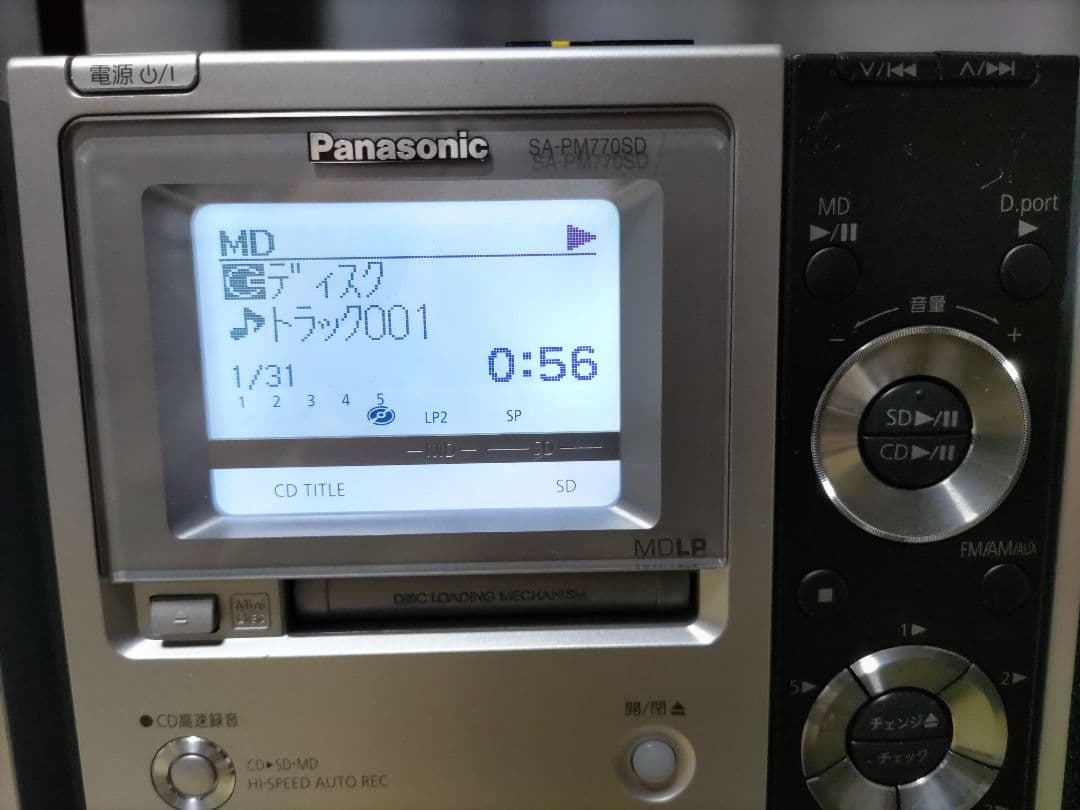 電源 ⏻/I
Panasonic
SA-PM770SD
MD ▶
ディスク
♪トラック001
1/31
0:56
1 2 3 4 5
LP2 SP
MD SD
CD TITLE SD
MDLP
DISC LOADING MECHANISM
Mini Disc
●CD高速録音
CD▶SD・MD
HI-SPEED AUTO REC
開/閉⏏
∨/⏮ ∧/⏭
MD
▶/❙❙
D.port
▶
音量
− +
SD▶/❙❙
CD▶/❙❙
FM/AM/AUX
■
1▶
5▶
2▶
チェンジ⏏
チェック